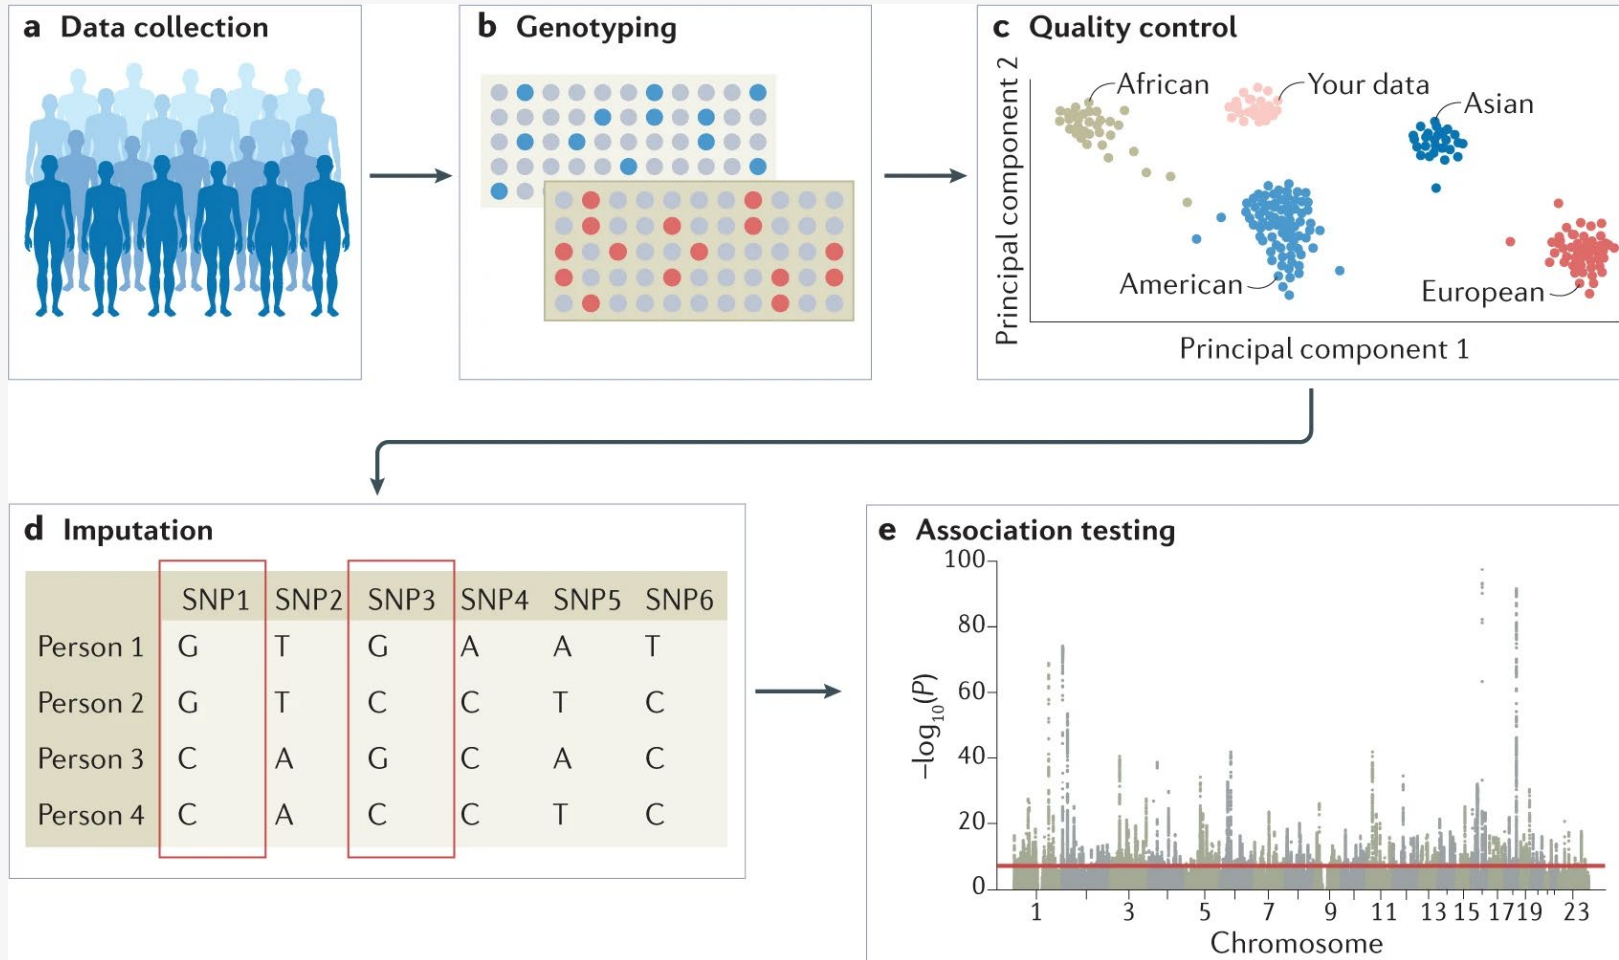 a Data collection
b Genotyping
c Quality control
Principal component 2
African
Your data
Asian
American
European
Principal component 1
d Imputation
SNP1 SNP2 SNP3 SNP4 SNP5 SNP6
Person 1 G T G A A T
Person 2 G T C C T C
Person 3 C A G C A C
Person 4 C A C C T C
e Association testing
–log10(P)
100
80
60
40
20
0
1 3 5 7 9 11 13 15 17 19 23
Chromosome